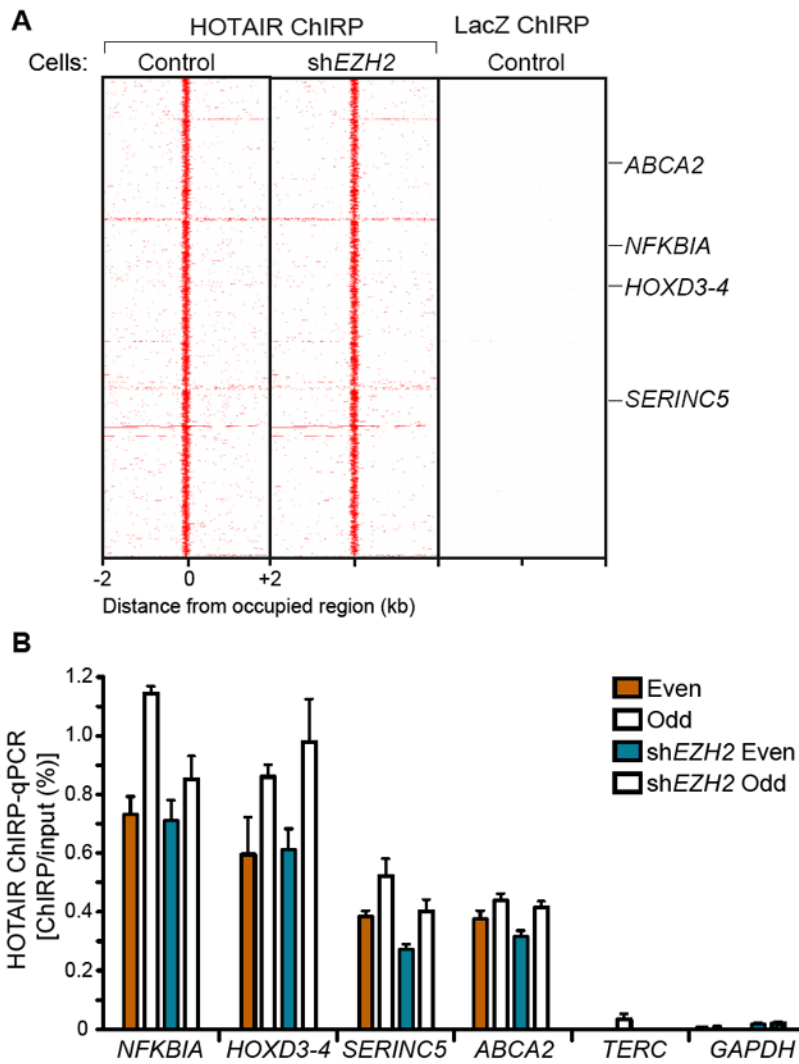 A
HOTAIR ChIRP
LacZ ChIRP
Cells:
Control
shEZH2
Control
ABCA2
NFKBIA
HOXD3-4
SERINC5
-2
0
+2
Distance from occupied region (kb)
B
HOTAIR ChIRP-qPCR
[ChIRP/input (%)]
1.2
1.0
0.8
0.6
0.4
0.2
0
Even
Odd
shEZH2 Even
shEZH2 Odd
NFKBIA
HOXD3-4
SERINC5
ABCA2
TERC
GAPDH